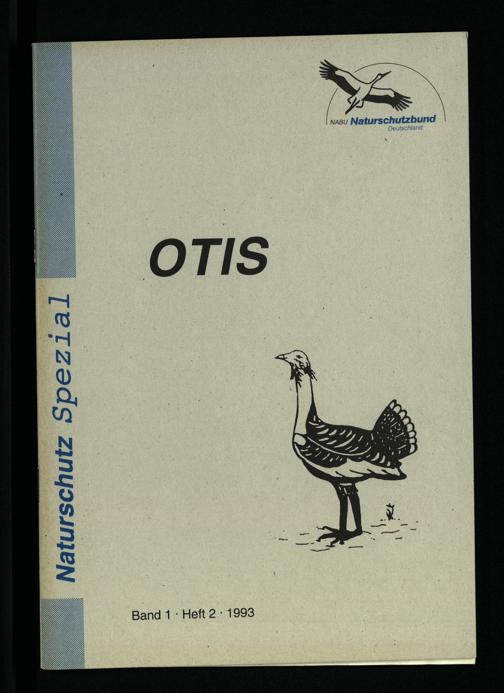 NABU Naturschutzbund
Deutschland
OTIS
Naturschutz Spezial
Band 1 · Heft 2 · 1993